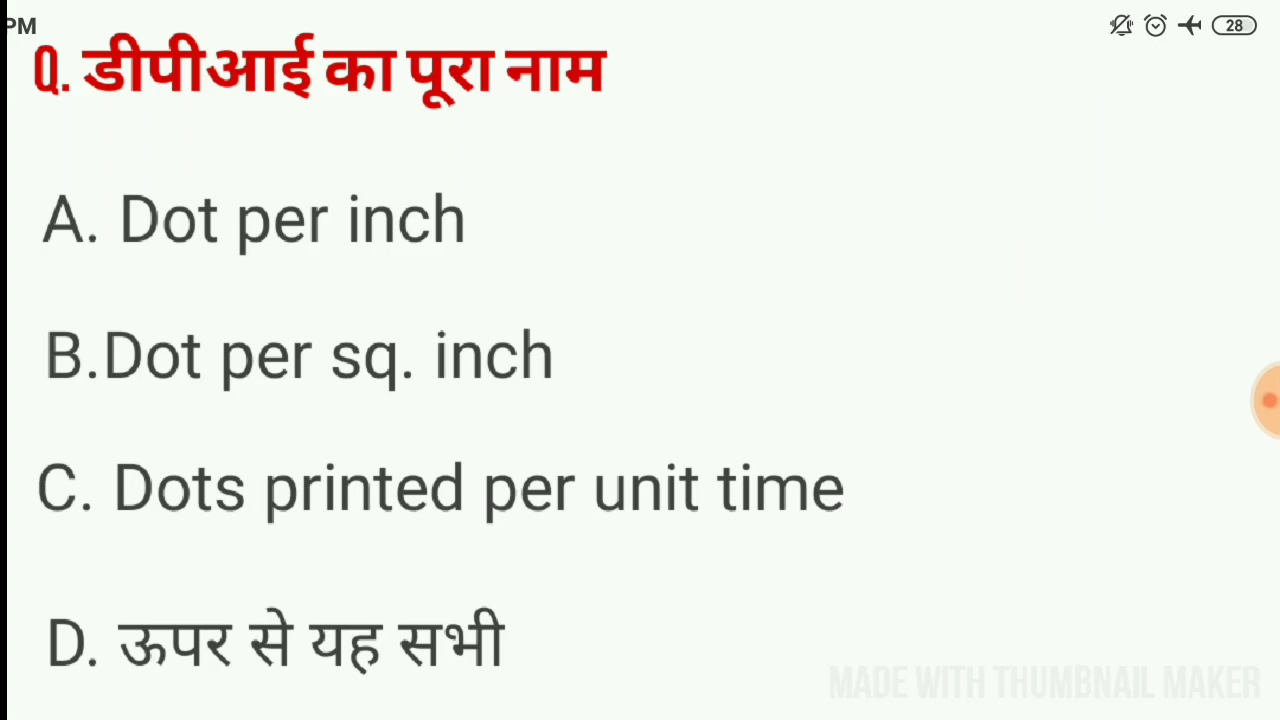 PM
28
Q. डीपीआई का पूरा नाम
A. Dot per inch
B.Dot per sq. inch
C. Dots printed per unit time
D. ऊपर से यह सभी
MADE WITH THUMBNAIL MAKER